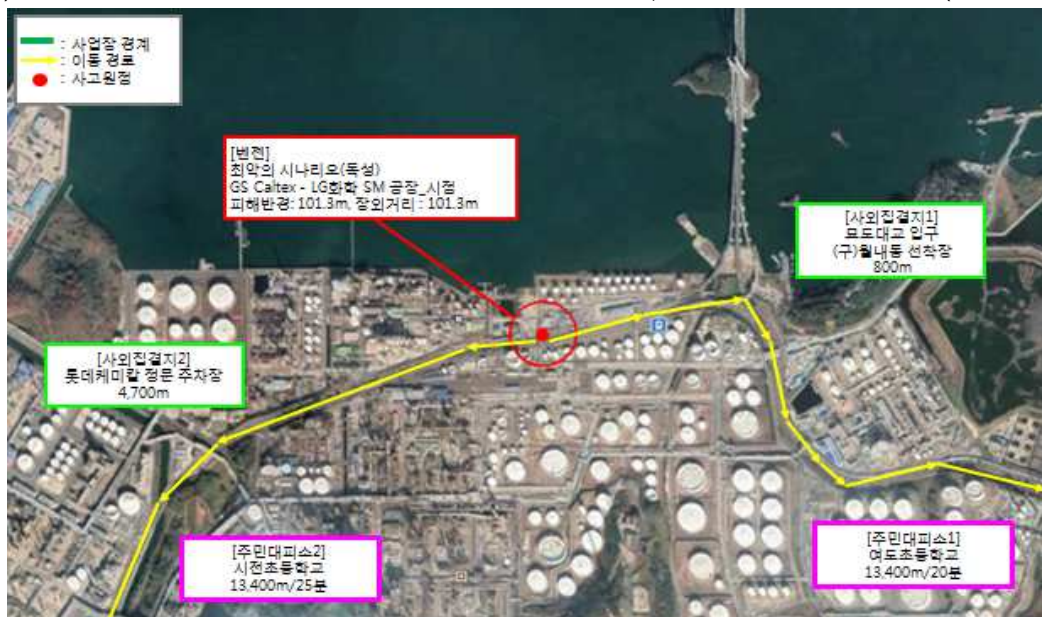 : 사업장 경계
: 이동 경로
: 사고원점
[벤젠]
최악의 시나리오(독성)
GS Caltex - LG화학 SM 공장_시점
피해반경: 101.3m, 장외거리 : 101.3m
[사외집결지1]
묘도대교 입구
(구)월내동 선착장
800m
[사외집결지2]
롯데케미칼 정문 주차장
4,700m
[주민대피소2]
시전초등학교
13,400m/25분
[주민대피소1]
여도초등학교
13,400m/20분